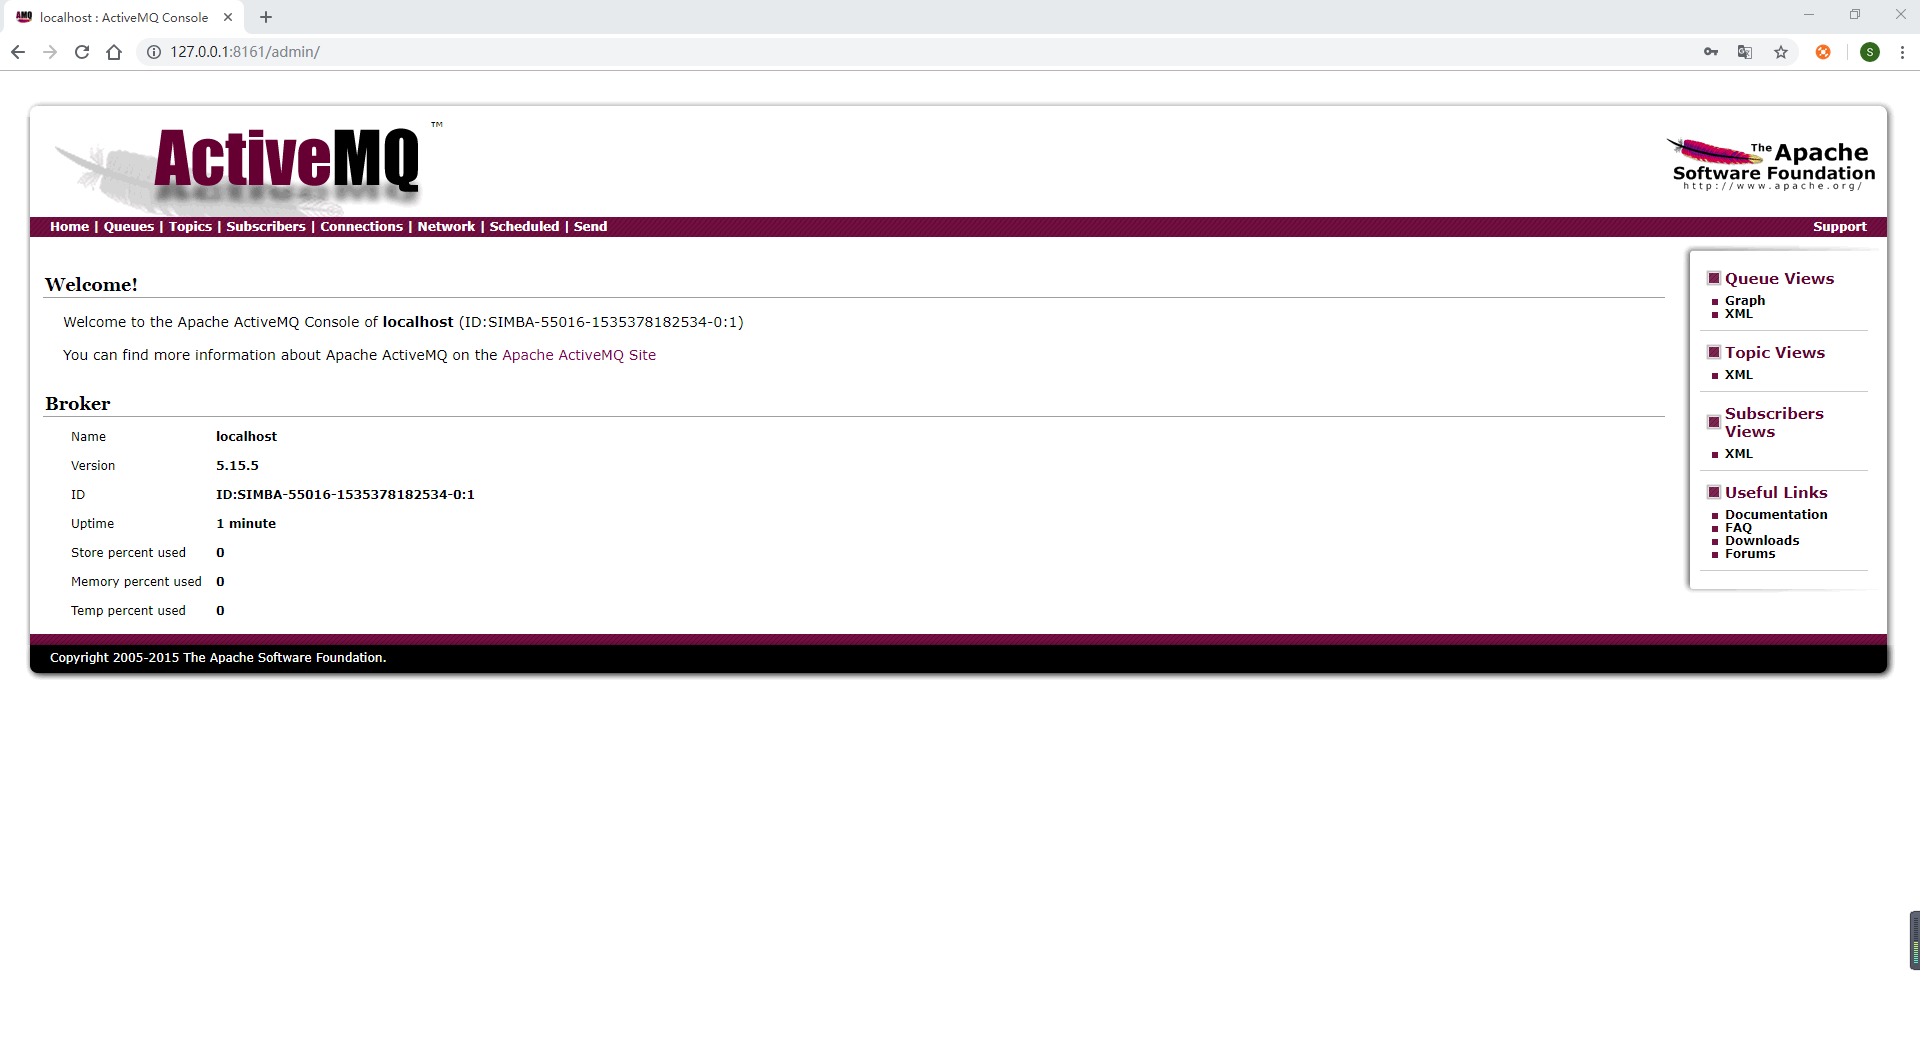 localhost : ActiveMQ Console
127.0.0.1:8161/admin/
S
ActiveMQ ™
The Apache
Software Foundation
http://www.apache.org/
Home | Queues | Topics | Subscribers | Connections | Network | Scheduled | Send
Support
Welcome!
Welcome to the Apache ActiveMQ Console of localhost (ID:SIMBA-55016-1535378182534-0:1)
You can find more information about Apache ActiveMQ on the Apache ActiveMQ Site
Broker
Name localhost
Version 5.15.5
ID ID:SIMBA-55016-1535378182534-0:1
Uptime 1 minute
Store percent used 0
Memory percent used 0
Temp percent used 0
Queue Views
Graph
XML
Topic Views
XML
Subscribers
Views
XML
Useful Links
Documentation
FAQ
Downloads
Forums
Copyright 2005-2015 The Apache Software Foundation.